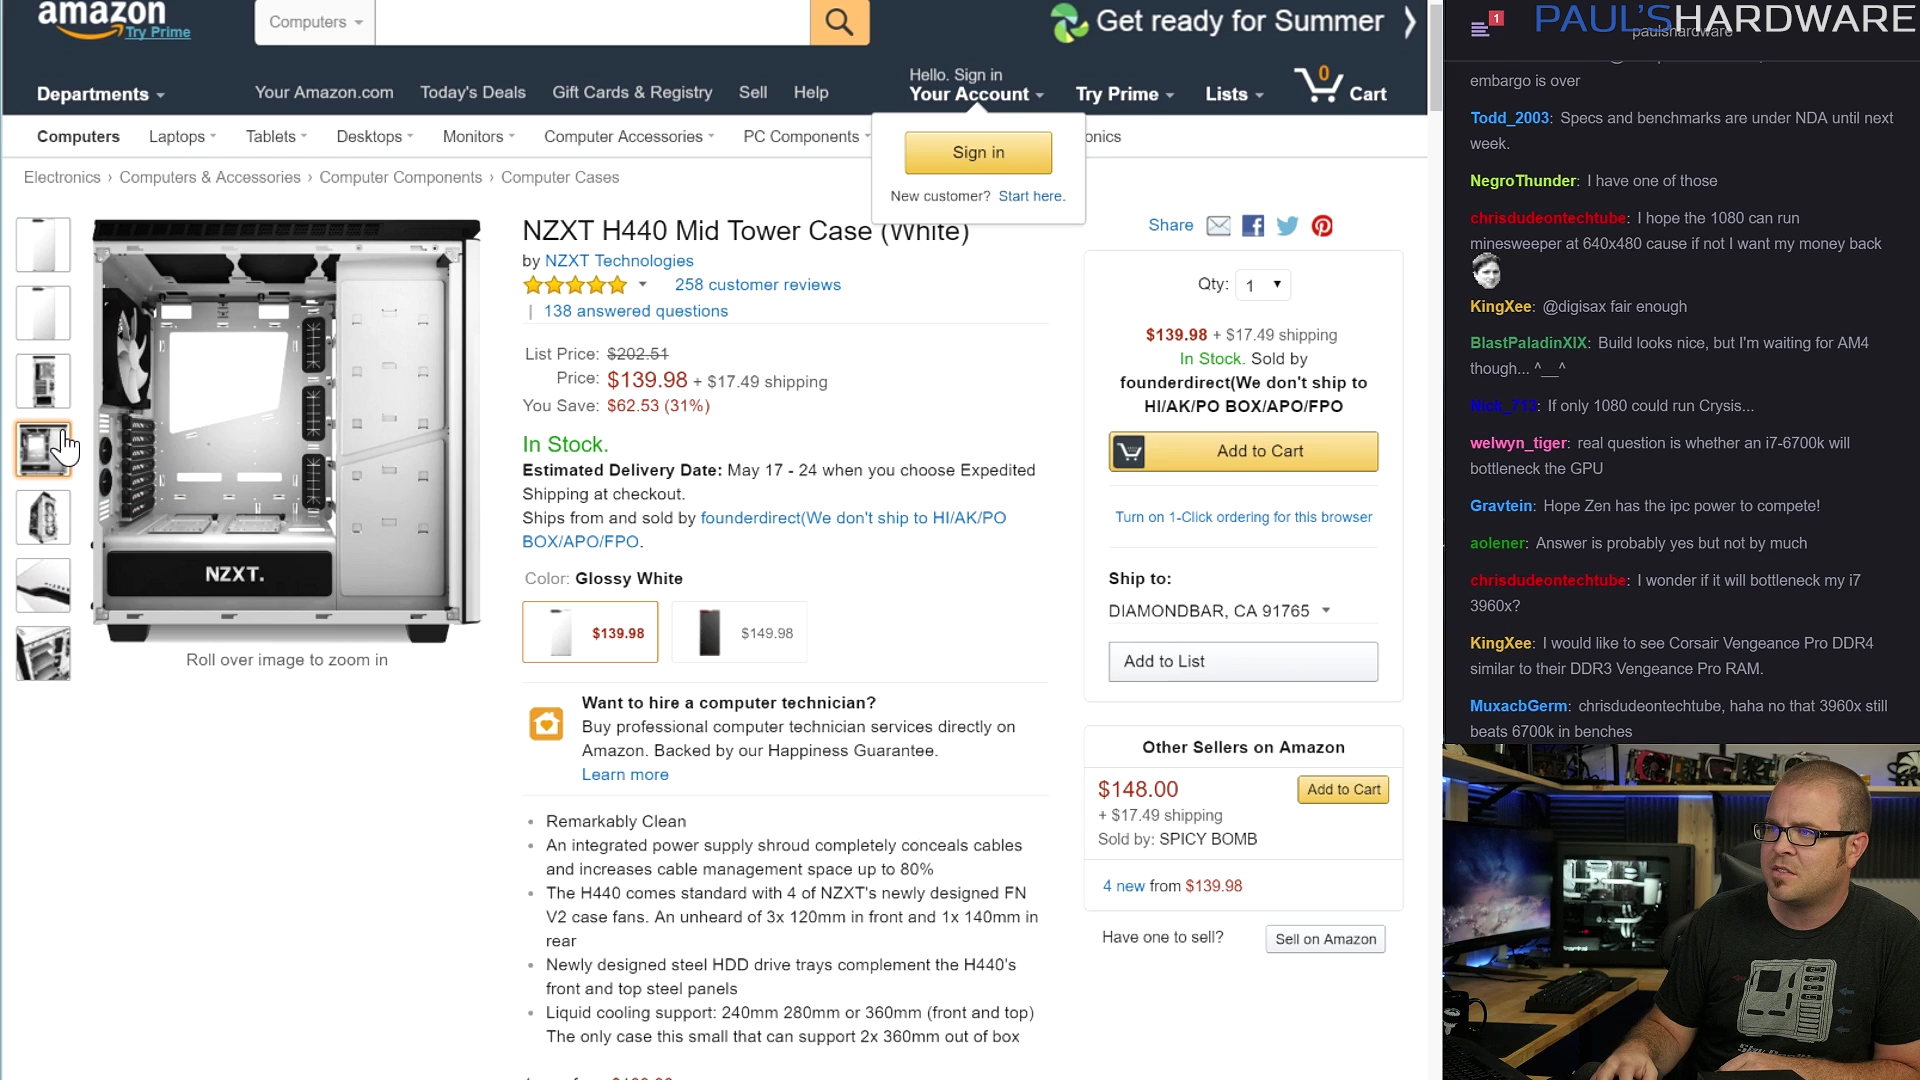 amazon
Try Prime
Computers
Get ready for Summer
Departments
Your Amazon.com
Today's Deals
Gift Cards & Registry
Sell
Help
Hello. Sign in
Your Account
Try Prime
Lists
0
Cart
Computers
Laptops
Tablets
Desktops
Monitors
Computer Accessories
PC Components
onics
Sign in
New customer? Start here.
Electronics › Computers & Accessories › Computer Components › Computer Cases
NZXT.
Roll over image to zoom in
NZXT H440 Mid Tower Case (White)
by NZXT Technologies
258 customer reviews
| 138 answered questions
List Price: $202.51
Price: $139.98 + $17.49 shipping
You Save: $62.53 (31%)
In Stock.
Estimated Delivery Date: May 17 - 24 when you choose Expedited
Shipping at checkout.
Ships from and sold by founderdirect(We don't ship to HI/AK/PO
BOX/APO/FPO.
Color: Glossy White
$139.98
$149.98
Want to hire a computer technician?
Buy professional computer technician services directly on
Amazon. Backed by our Happiness Guarantee.
Learn more
• Remarkably Clean
• An integrated power supply shroud completely conceals cables
and increases cable management space up to 80%
• The H440 comes standard with 4 of NZXT's newly designed FN
V2 case fans. An unheard of 3x 120mm in front and 1x 140mm in
rear
• Newly designed steel HDD drive trays complement the H440's
front and top steel panels
• Liquid cooling support: 240mm 280mm or 360mm (front and top)
The only case this small that can support 2x 360mm out of box
Share
Qty: 1
$139.98 + $17.49 shipping
In Stock. Sold by
founderdirect(We don't ship to
HI/AK/PO BOX/APO/FPO
Add to Cart
Turn on 1-Click ordering for this browser
Ship to:
DIAMONDBAR, CA 91765
Add to List
Other Sellers on Amazon
$148.00
Add to Cart
+ $17.49 shipping
Sold by: SPICY BOMB
4 new from $139.98
Have one to sell?
Sell on Amazon
1
PAUL'SHARDWARE
paulshardware
embargo is over
Todd_2003: Specs and benchmarks are under NDA until next
week.
NegroThunder: I have one of those
chrisdudeontechtube: I hope the 1080 can run
minesweeper at 640x480 cause if not I want my money back
KingXee: @digisax fair enough
BlastPaladinXIX: Build looks nice, but I'm waiting for AM4
though... ^__^
Nick_713: If only 1080 could run Crysis...
welwyn_tiger: real question is whether an i7-6700k will
bottleneck the GPU
Gravtein: Hope Zen has the ipc power to compete!
aolener: Answer is probably yes but not by much
chrisdudeontechtube: I wonder if it will bottleneck my i7
3960x?
KingXee: I would like to see Corsair Vengeance Pro DDR4
similar to their DDR3 Vengeance Pro RAM.
MuxacbGerm: chrisdudeontechtube, haha no that 3960x still
beats 6700k in benches